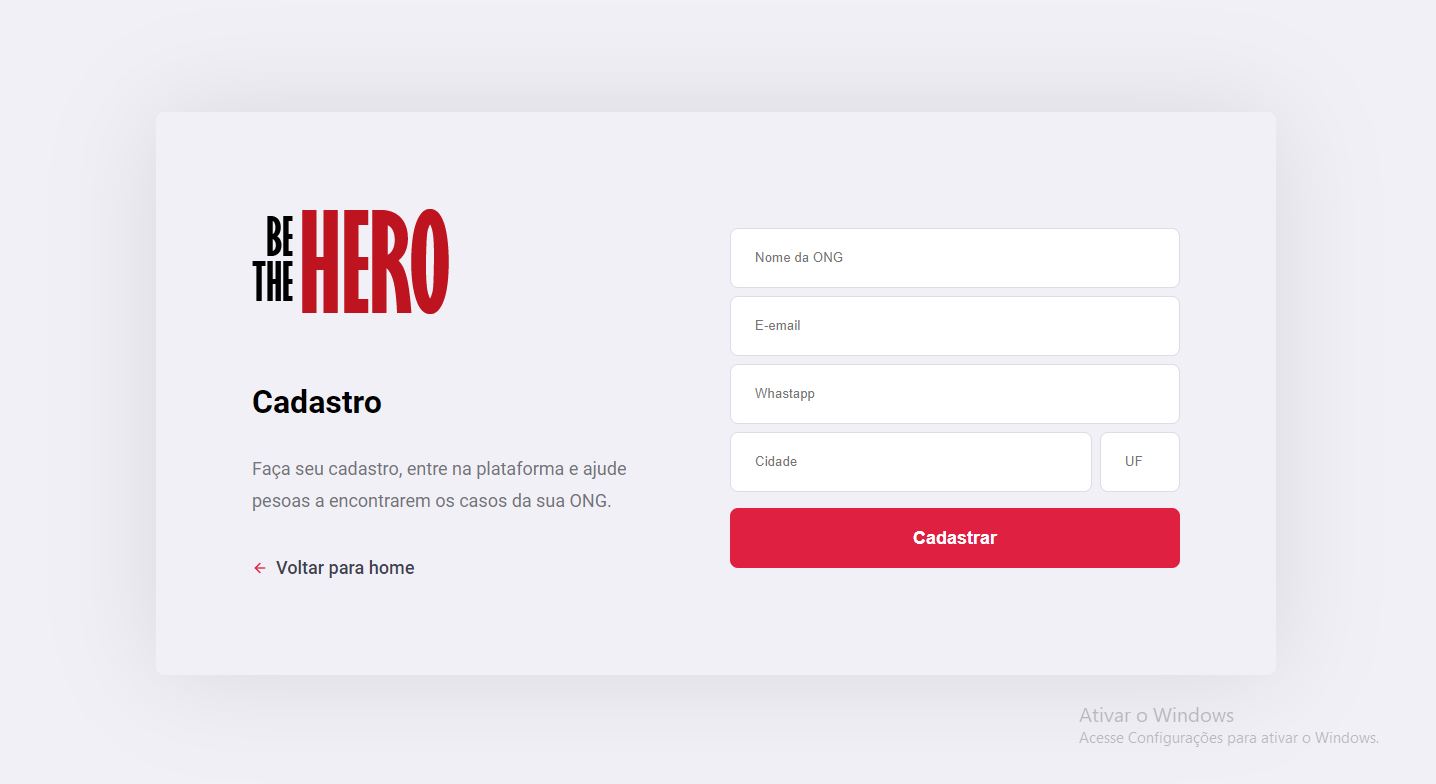 BE
THE
HERO
Cadastro
Faça seu cadastro, entre na plataforma e ajude
pesoas a encontrarem os casos da sua ONG.
Voltar para home
Nome da ONG
E-email
Whastapp
Cidade
UF
Cadastrar
Ativar o Windows
Acesse Configurações para ativar o Windows.